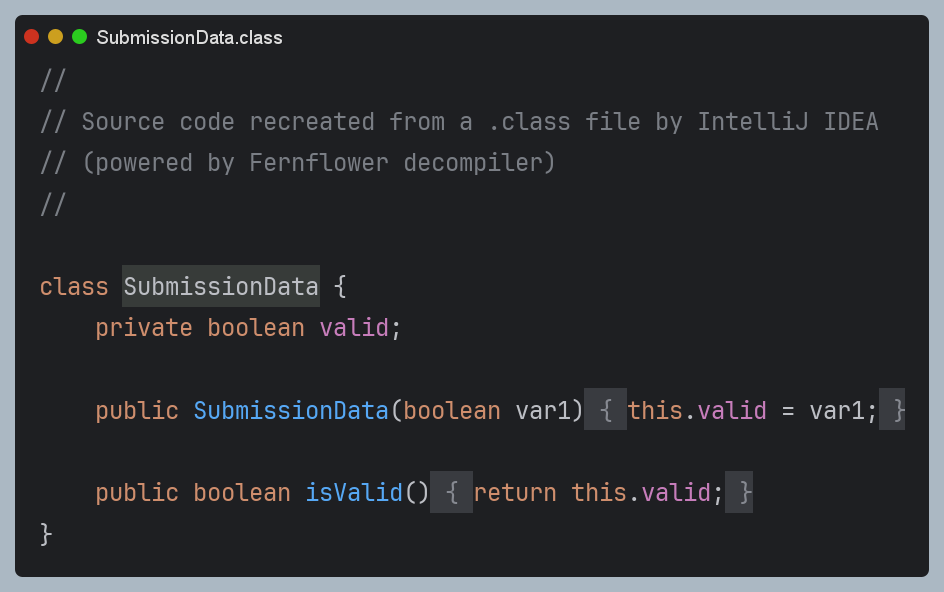 SubmissionData.class
//
// Source code recreated from a .class file by IntelliJ IDEA
// (powered by Fernflower decompiler)
//
class SubmissionData {
private boolean valid;
public SubmissionData(boolean var1) { this.valid = var1; }
public boolean isValid() { return this.valid; }
}